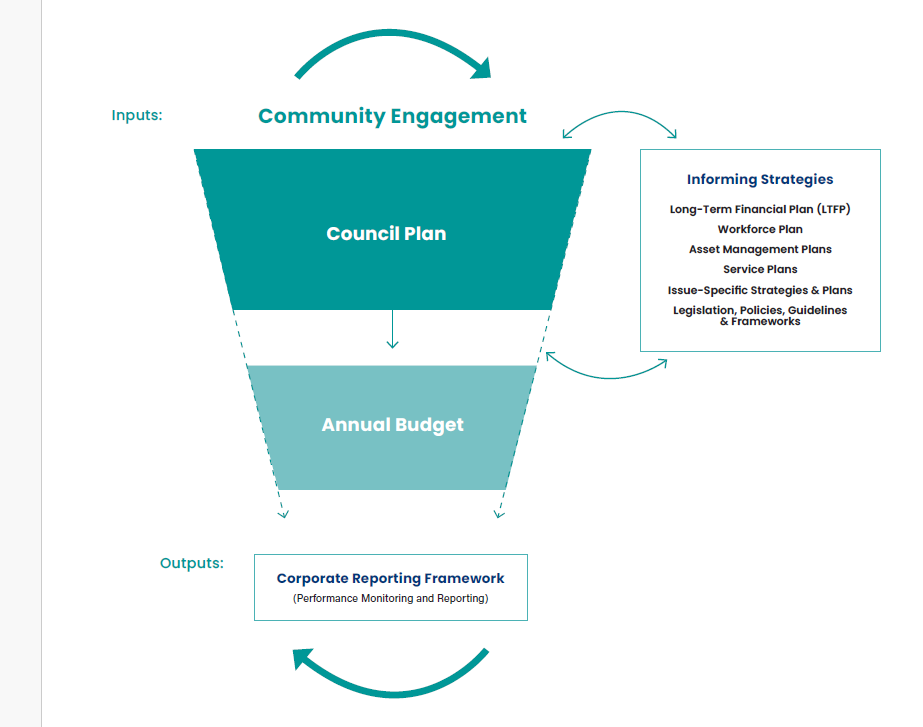 Inputs:
Community Engagement
Council Plan
Informing Strategies
Long-Term Financial Plan (LTFP)
Workforce Plan
Asset Management Plans
Service Plans
Issue-Specific Strategies & Plans
Legislation, Policies, Guidelines
& Frameworks
Annual Budget
Outputs:
Corporate Reporting Framework
(Performance Monitoring and Reporting)